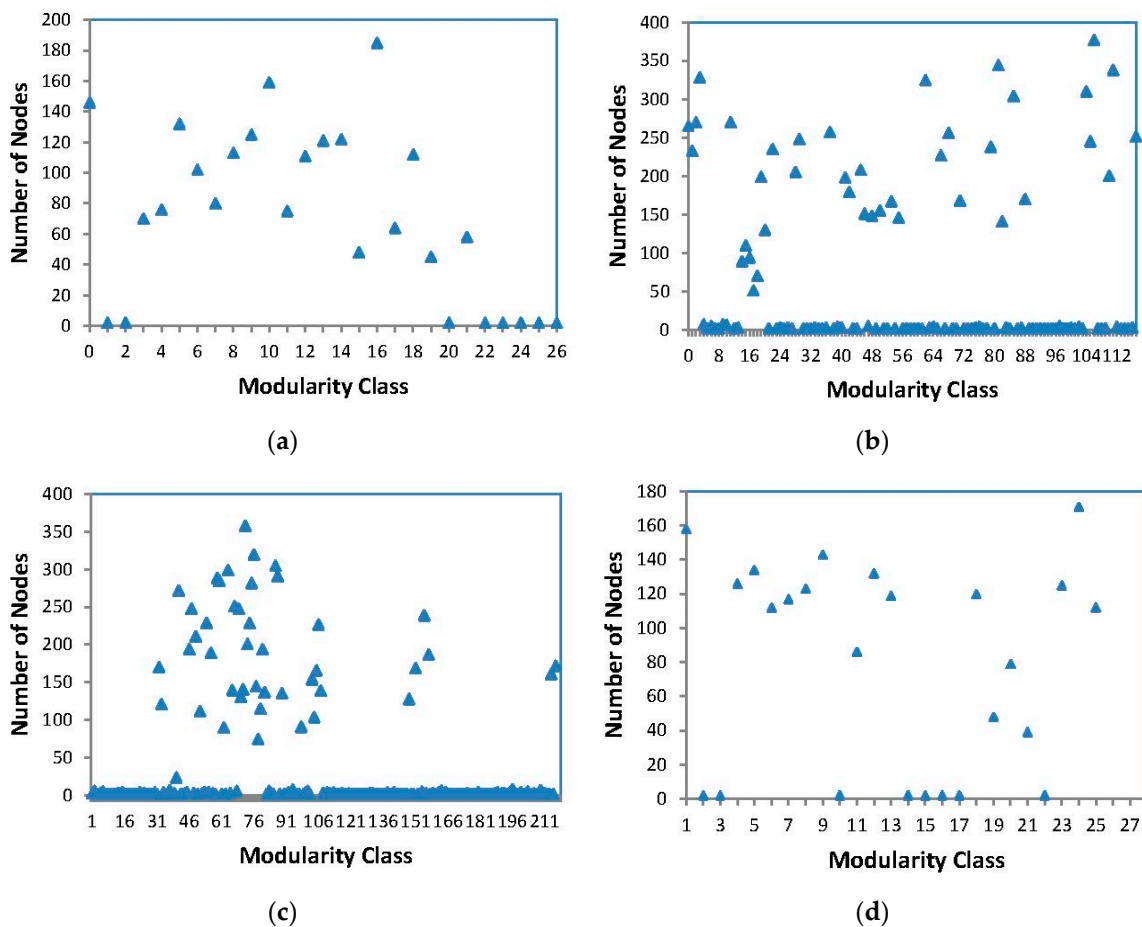 200
180
160
140
120
100
80
60
40
20
0
Number of Nodes
0 2 4 6 8 10 12 14 16 18 20 22 24 26
Modularity Class
(a)
400
350
300
250
200
150
100
50
0
Number of Nodes
0 8 16 24 32 40 48 56 64 72 80 88 96 104 112
Modularity Class
(b)
400
350
300
250
200
150
100
50
0
Number of Nodes
1 16 31 46 61 76 91 106 121 136 151 166 181 196 211
Modularity Class
(c)
180
160
140
120
100
80
60
40
20
0
Number of Nodes
1 3 5 7 9 11 13 15 17 19 21 23 25 27
Modularity Class
(d)